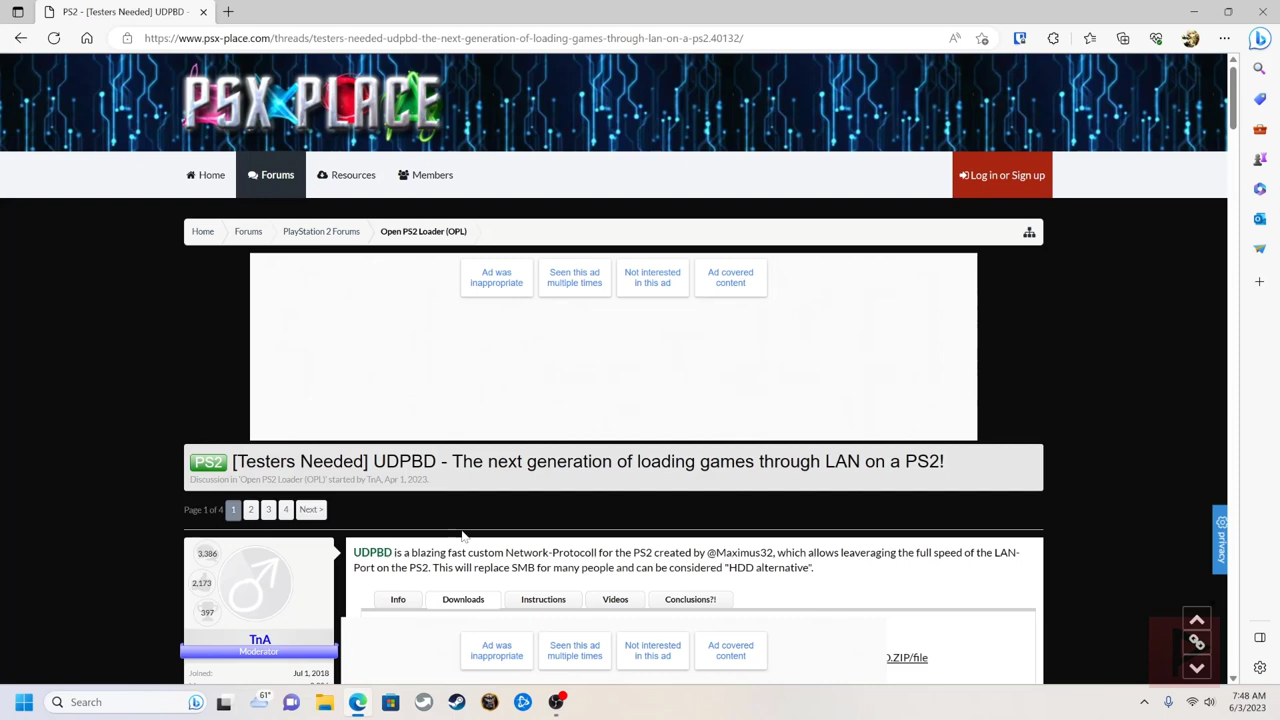 PS2 - [Testers Needed] UDPBD -
https://www.psx-place.com/threads/testers-needed-udpbd-the-next-generation-of-loading-games-through-lan-on-a-ps2.40132/
PSX-PLACE
Home
Forums
Resources
Members
Log in or Sign up
Home
Forums
PlayStation 2 Forums
Open PS2 Loader (OPL)
Ad was inappropriate
Seen this ad multiple times
Not interested in this ad
Ad covered content
PS2 [Testers Needed] UDPBD - The next generation of loading games through LAN on a PS2!
Discussion in 'Open PS2 Loader (OPL)' started by TnA, Apr 1, 2023.
Page 1 of 4 1 2 3 4 Next >
privacy
3,386
2,173
397
TnA
Moderator
Joined: Jul 1, 2018
UDPBD is a blazing fast custom Network-Protocoll for the PS2 created by @Maximus32, which allows leaveraging the full speed of the LAN-
Port on the PS2. This will replace SMB for many people and can be considered "HDD alternative".
Info Downloads Instructions Videos Conclusions?!
Ad was inappropriate
Seen this ad multiple times
Not interested in this ad
Ad covered content
O.ZIP/file
Search
61°
7:48 AM
6/3/2023